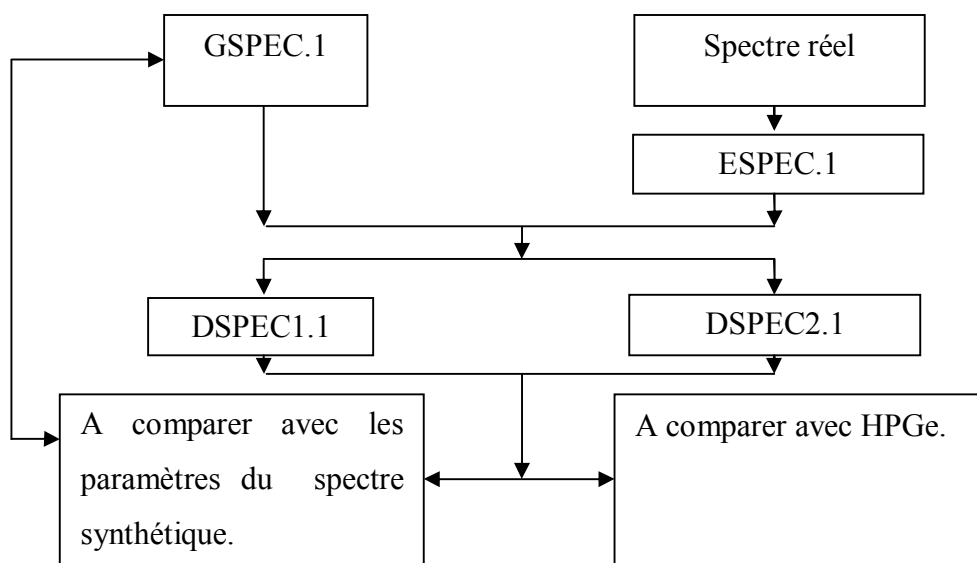 GSPEC.1
Spectre réel
ESPEC.1
DSPEC1.1
DSPEC2.1
A comparer avec les
paramètres du spectre
synthétique.
A comparer avec HPGe.